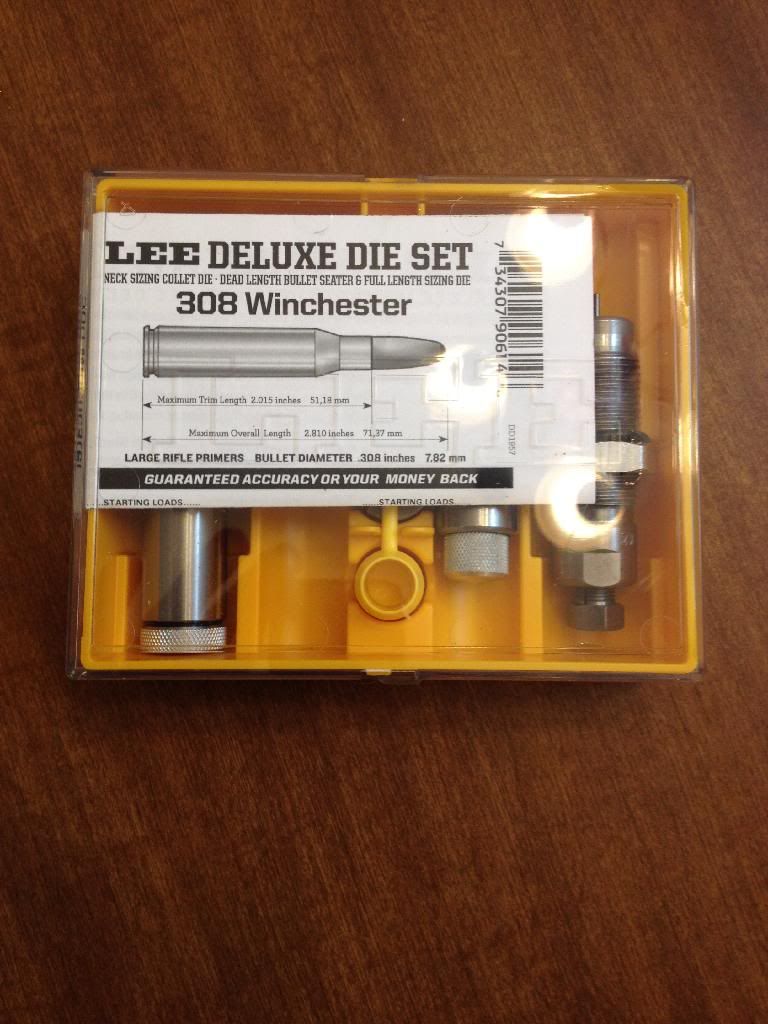 LEE DELUXE DIE SET
NECK SIZING COLLET DIE · DEAD LENGTH BULLET SEATER & FULL LENGTH SIZING DIE
308 Winchester
Maximum Trim Length 2.015 inches 51,18 mm
Maximum Overall Length 2.810 inches 71,37 mm
LARGE RIFLE PRIMERS BULLET DIAMETER .308 inches 7.82 mm
GUARANTEED ACCURACY OR YOUR MONEY BACK
STARTING LOADS...... ......STARTING LOADS......
7 34307 90614
DD1957